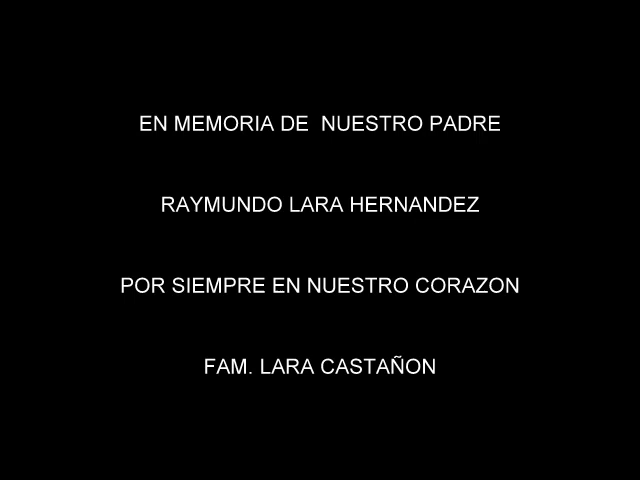 EN MEMORIA DE  NUESTRO PADRE
RAYMUNDO LARA HERNANDEZ
POR SIEMPRE EN NUESTRO CORAZON
FAM. LARA CASTAÑON